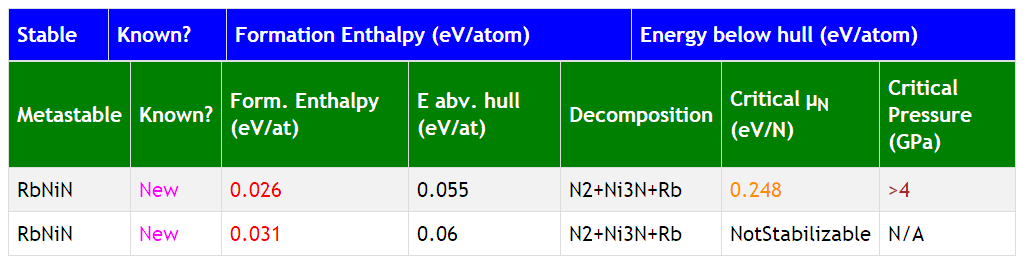 Stable Known? Formation Enthalpy (eV/atom) Energy below hull (eV/atom)
Metastable Known? Form. Enthalpy (eV/at) E abv. hull (eV/at) Decomposition Critical μN (eV/N) Critical Pressure (GPa)
RbNiN New 0.026 0.055 N2+Ni3N+Rb 0.248 >4
RbNiN New 0.031 0.06 N2+Ni3N+Rb NotStabilizable N/A